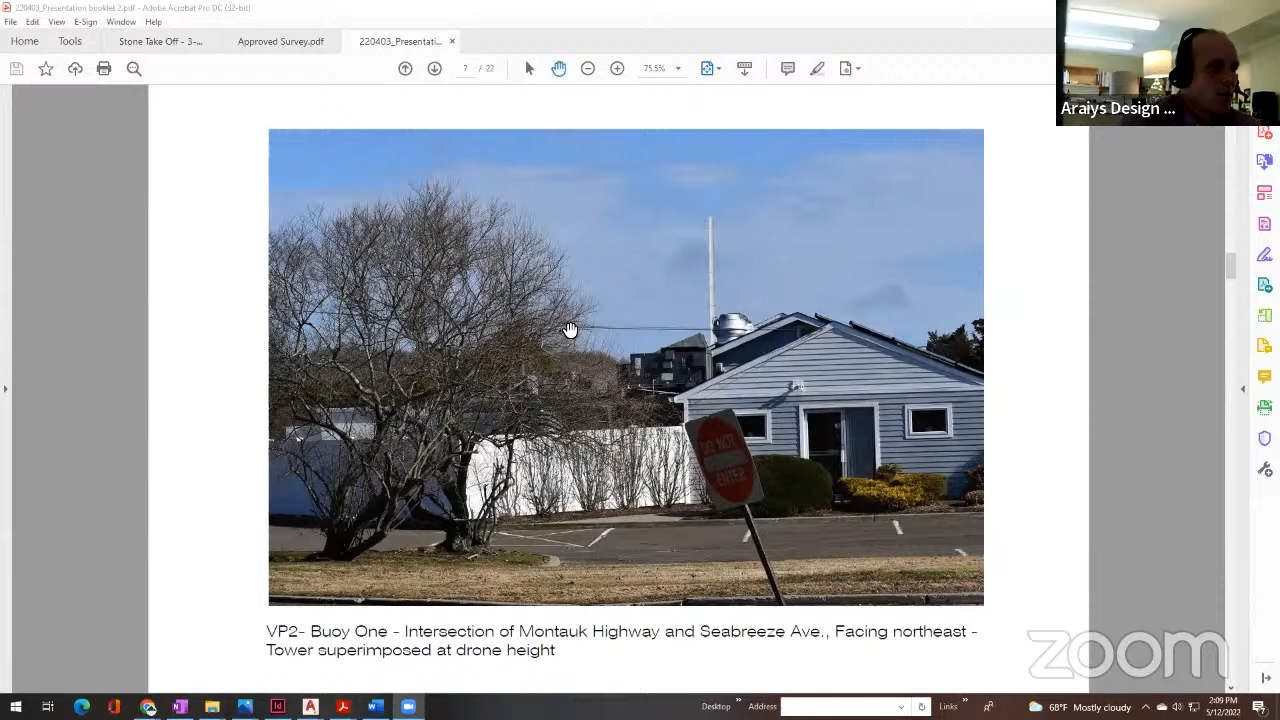 220403_Presentation booklet 2.pdf - Adobe Acrobat Pro DC (32-bit)
File Edit View E-Sign Window Help
Home Tools Stone Take Off - 3-... Approved Survey.pdf 220403_Presentati...
7 / 22 75.5%
Araiys Design ...
DO NOT
ENTER
VP2- Buoy One - Intersection of Montauk Highway and Seabreeze Ave., Facing northeast -
Tower superimposed at drone height
zoom
Desktop Address Links 68°F Mostly cloudy 2:09 PM
5/12/2022